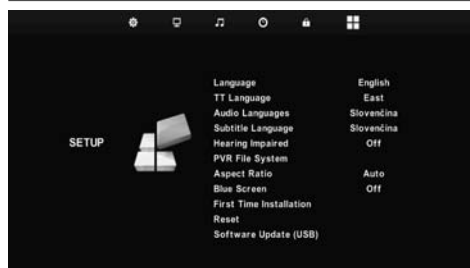 Language English
TT Language East
Audio Languages Slovenčina
Subtitle Language Slovenčina
SETUP
Hearing Impaired Off
PVR File System
Aspect Ratio Auto
Blue Screen Off
First Time Installation
Reset
Software Update (USB)